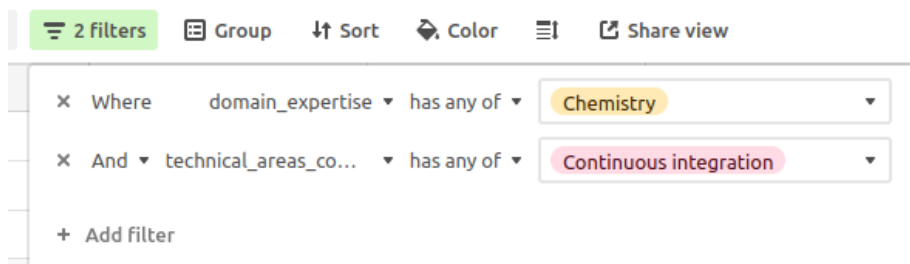 2 filters Group Sort Color Share view
× Where domain_expertise has any of Chemistry
× And technical_areas_co... has any of Continuous integration
+ Add filter